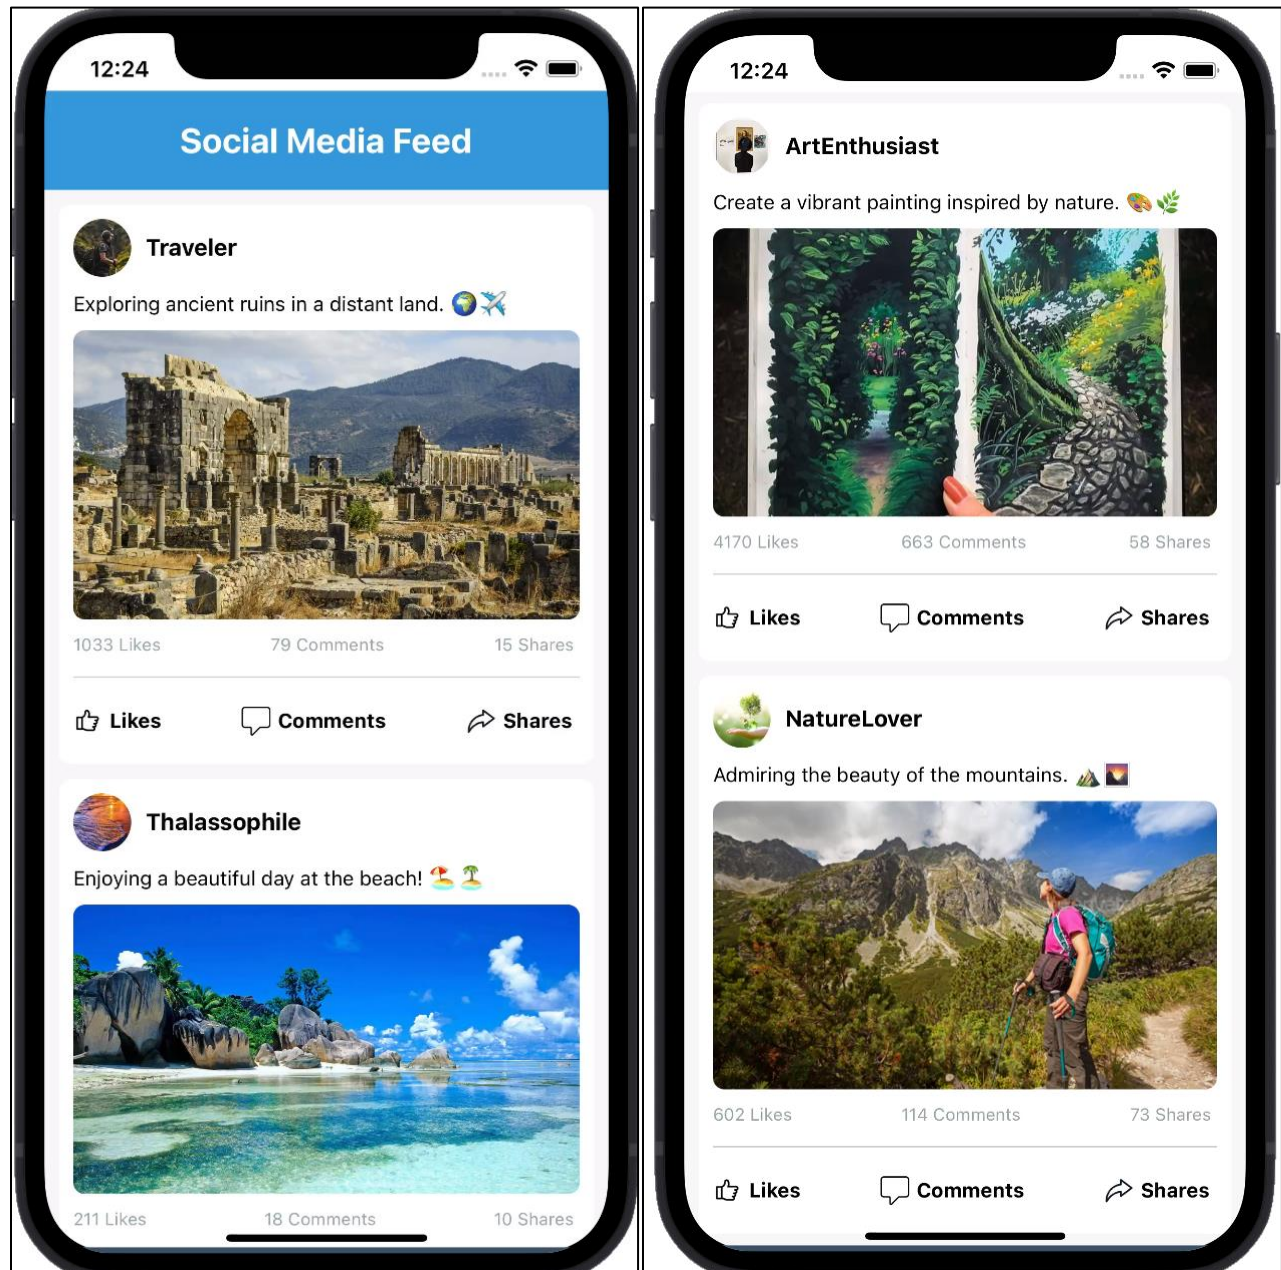 12:24
Social Media Feed
Traveler
Exploring ancient ruins in a distant land. 🌍✈️
1033 Likes 79 Comments 15 Shares
Likes Comments Shares
Thalassophile
Enjoying a beautiful day at the beach! 🏖️🏝️
211 Likes 18 Comments 10 Shares
12:24
ArtEnthusiast
Create a vibrant painting inspired by nature. 🎨🌿
4170 Likes 663 Comments 58 Shares
Likes Comments Shares
NatureLover
Admiring the beauty of the mountains. ⛰️🌄
602 Likes 114 Comments 73 Shares
Likes Comments Shares